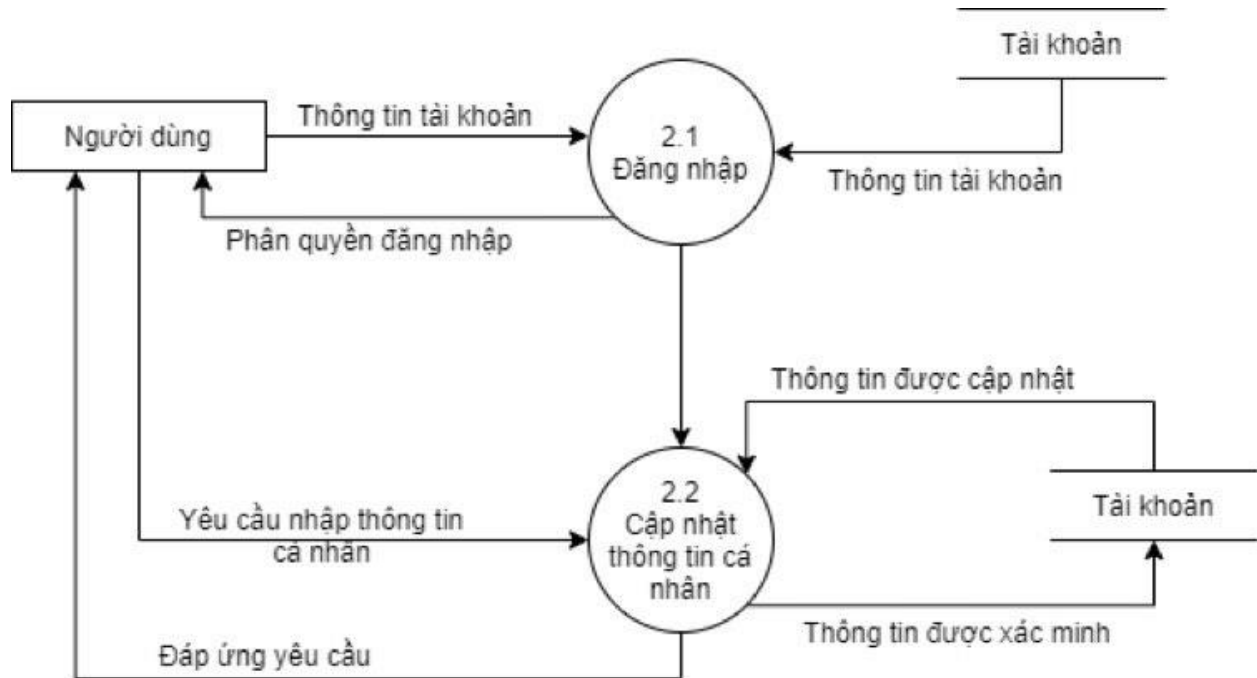 Tài khoản
Người dùng
Thông tin tài khoản
2.1
Đăng nhập
Thông tin tài khoản
Phân quyền đăng nhập
Thông tin được cập nhật
2.2
Cập nhật
thông tin cá
nhân
Tài khoản
Yêu cầu nhập thông tin
cá nhân
Thông tin được xác minh
Đáp ứng yêu cầu